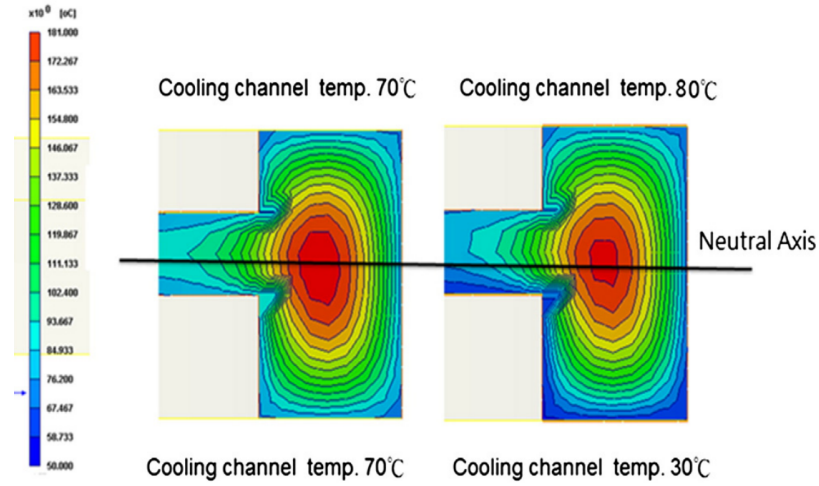 x10⁰ [oC]
181.000
172.267
163.533
154.800
146.067
137.333
128.600
119.867
111.133
102.400
93.667
84.933
76.200
67.467
58.733
50.000
Cooling channel temp. 70℃
Cooling channel temp. 80℃
Neutral Axis
Cooling channel temp. 70℃
Cooling channel temp. 30℃